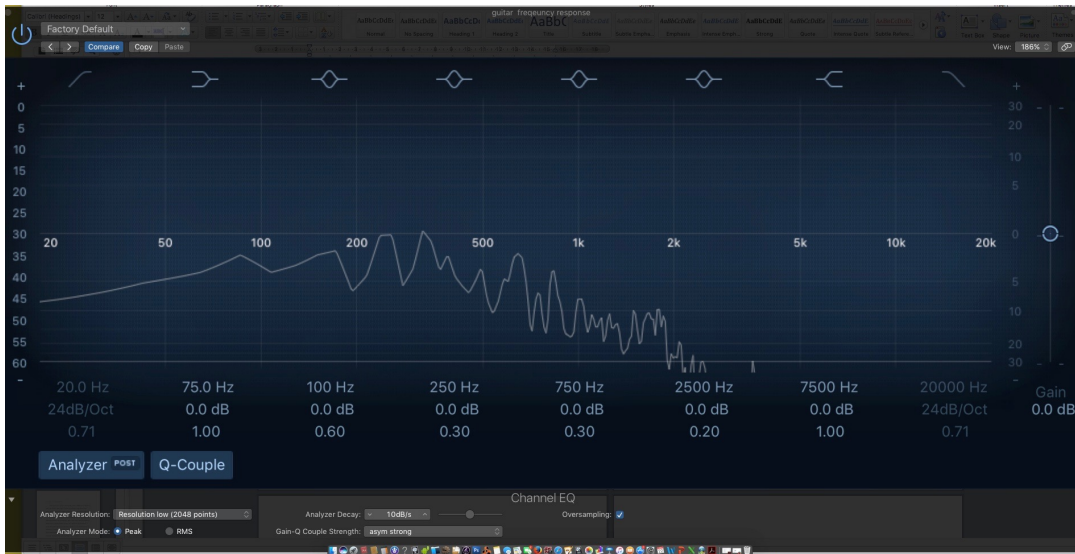 guitar freqeuncy response
Factory Default
Compare Copy Paste
View: 186%
+ +
0 30
5 20
10 10
15
20 5
25
30 20 50 100 200 500 1k 2k 5k 10k 20k 0
35
40 5
45
50 10
55 20
60 30
- -
20.0 Hz 75.0 Hz 100 Hz 250 Hz 750 Hz 2500 Hz 7500 Hz 20000 Hz Gain
24dB/Oct 0.0 dB 0.0 dB 0.0 dB 0.0 dB 0.0 dB 0.0 dB 24dB/Oct 0.0 dB
0.71 1.00 0.60 0.30 0.30 0.20 1.00 0.71
Analyzer POST Q-Couple
Channel EQ
Analyzer Resolution: Resolution low (2048 points) Analyzer Decay: 10dB/s Oversampling:
Analyzer Mode: Peak RMS Gain-Q Couple Strength: asym strong